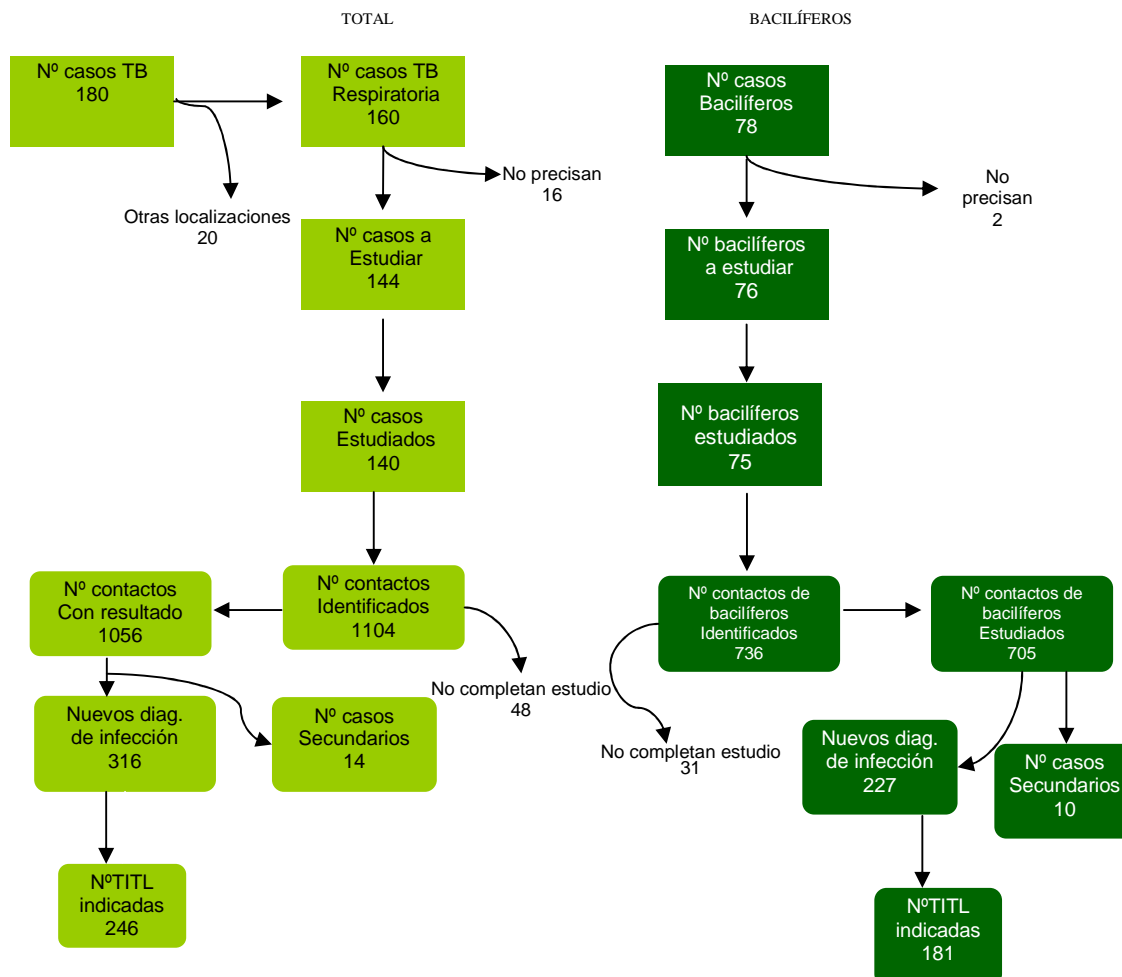 TOTAL
Nº casos TB
180
Nº casos TB
Respiratoria
160
No precisan
16
Otras localizaciones
20
Nº casos a
Estudiar
144
Nº casos
Estudiados
140
Nº contactos
Identificados
1104
Nº contactos
Con resultado
1056
No completan estudio
48
Nuevos diag.
de infección
316
Nº casos
Secundarios
14
NºTITL
indicadas
246
BACILÍFEROS
Nº casos
Bacilíferos
78
No
precisan
2
Nº bacilíferos
a estudiar
76
Nº bacilíferos
estudiados
75
Nº contactos de
bacilíferos
Identificados
736
Nº contactos de
bacilíferos
Estudiados
705
No completan estudio
31
Nuevos diag.
de infección
227
Nº casos
Secundarios
10
NºTITL
indicadas
181